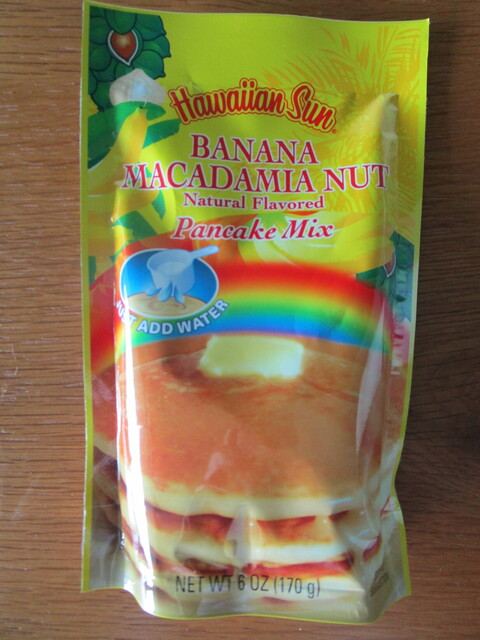 Hawaiian Sun®
BANANA
MACADAMIA NUT
Natural Flavored
Pancake Mix
JUST ADD WATER
NET WT 6 OZ (170 g)